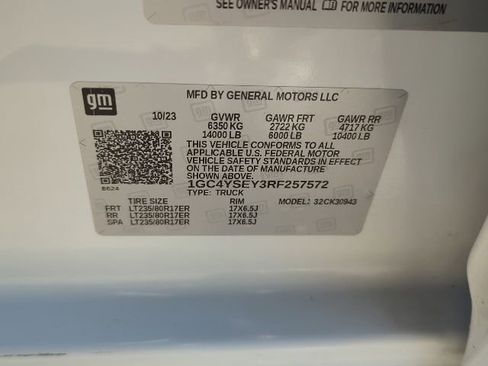 SEE OWNER'S MANUAL FOR MORE INFORMATION
gm
MFD BY GENERAL MOTORS LLC
10/23 GVWR GAWR FRT GAWR RR
6350 KG 2722 KG 4717 KG
14000 LB 6000 LB 10400 LB
THIS VEHICLE CONFORMS TO ALL
APPLICABLE U.S. FEDERAL MOTOR
VEHICLE SAFETY STANDARDS IN EFFECT
ON THE DATE OF MANUFACTURE
SHOWN ABOVE.
1GC4YSEY3RF257572
B624
TYPE: TRUCK
TIRE SIZE RIM MODEL: 32CK30943
FRT LT235/80R17ER 17X6.5J
RR LT235/80R17ER 17X6.5J
SPA LT235/80R17ER 17X6.5J